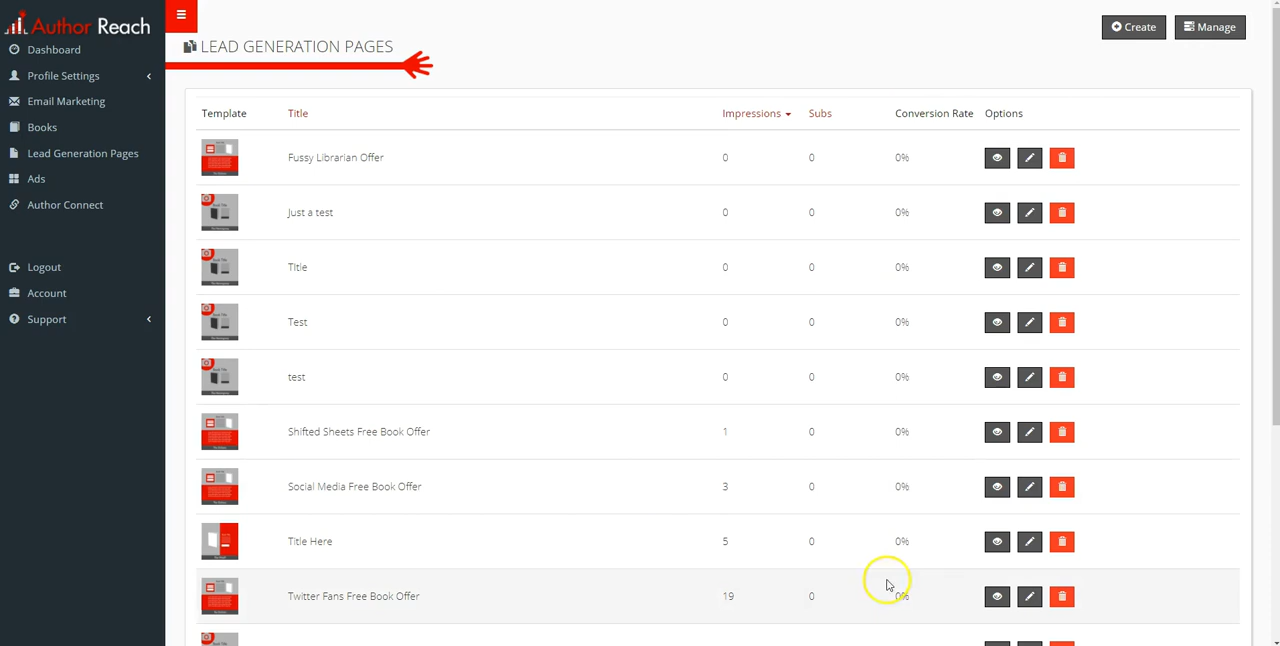 Author Reach
Dashboard
Profile Settings
Email Marketing
Books
Lead Generation Pages
Ads
Author Connect
Logout
Account
Support
LEAD GENERATION PAGES
Create
Manage
Template Title Impressions Subs Conversion Rate Options
Fussy Librarian Offer 0 0 0%
Just a test 0 0 0%
TItle 0 0 0%
Test 0 0 0%
test 0 0 0%
Shifted Sheets Free Book Offer 1 0 0%
Social Media Free Book Offer 3 0 0%
Title Here 5 0 0%
Twitter Fans Free Book Offer 19 0 0%